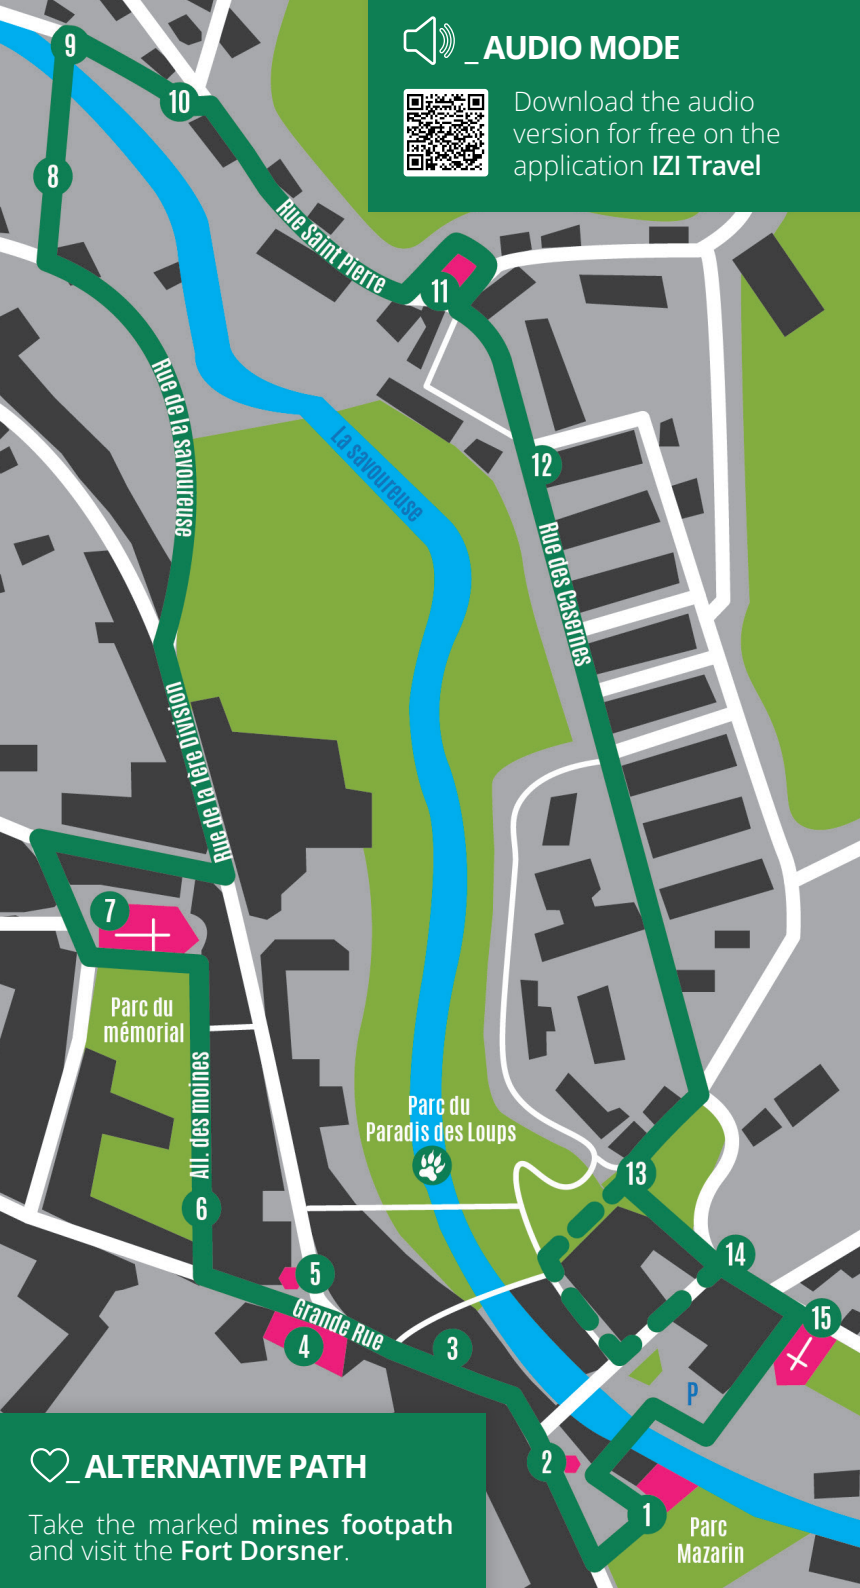 _ AUDIO MODE
Download the audio
version for free on the
application IZI Travel
9
10
8
Rue Saint Pierre
11
Rue de la savoureuse
La savoureuse
12
Rue des Casernes
Rue de la 1ère Division
7
Parc du
mémorial
All. des moines
Parc du
Paradis des Loups
13
6
14
5
15
Grande Rue
4
3
P
2
1
Parc
Mazarin
_ ALTERNATIVE PATH
Take the marked mines footpath
and visit the Fort Dorsner.